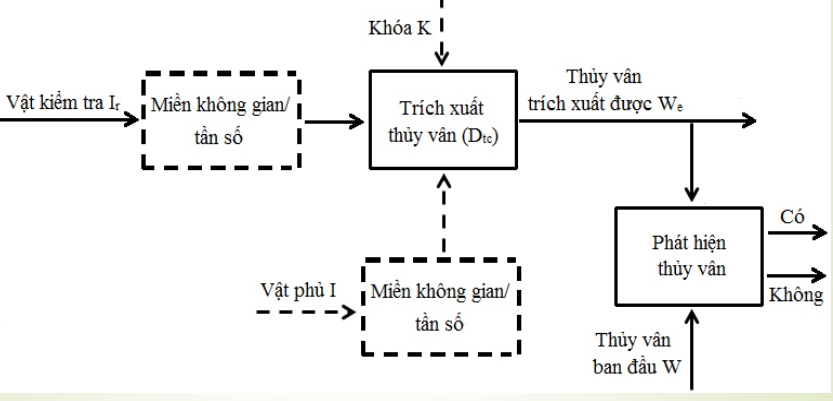 Khóa K
Vật kiểm tra Iᵣ
Miền không gian/
tần số
Trích xuất
thủy vân (Dₜc)
Thủy vân
trích xuất được Wₑ
Phát hiện
thủy vân
Có
Không
Vật phủ I
Miền không gian/
tần số
Thủy vân
ban đầu W